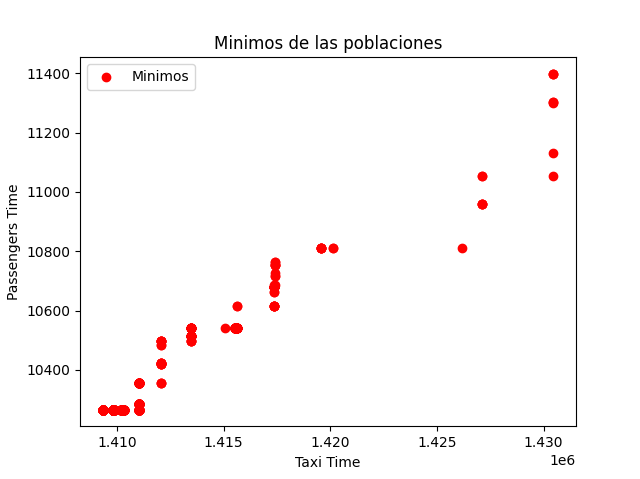 Minimos de las poblaciones
Minimos
11400
11200
11000
10800
10600
10400
Passengers Time
1.410 1.415 1.420 1.425 1.430
1e6
Taxi Time